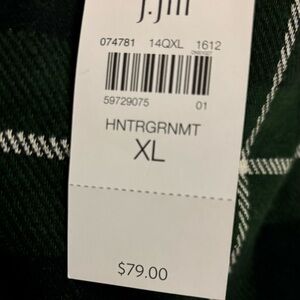 J.Jill
074781 14QXL 1612
59729075 01
HNTRGRNMT
XL
$79.00